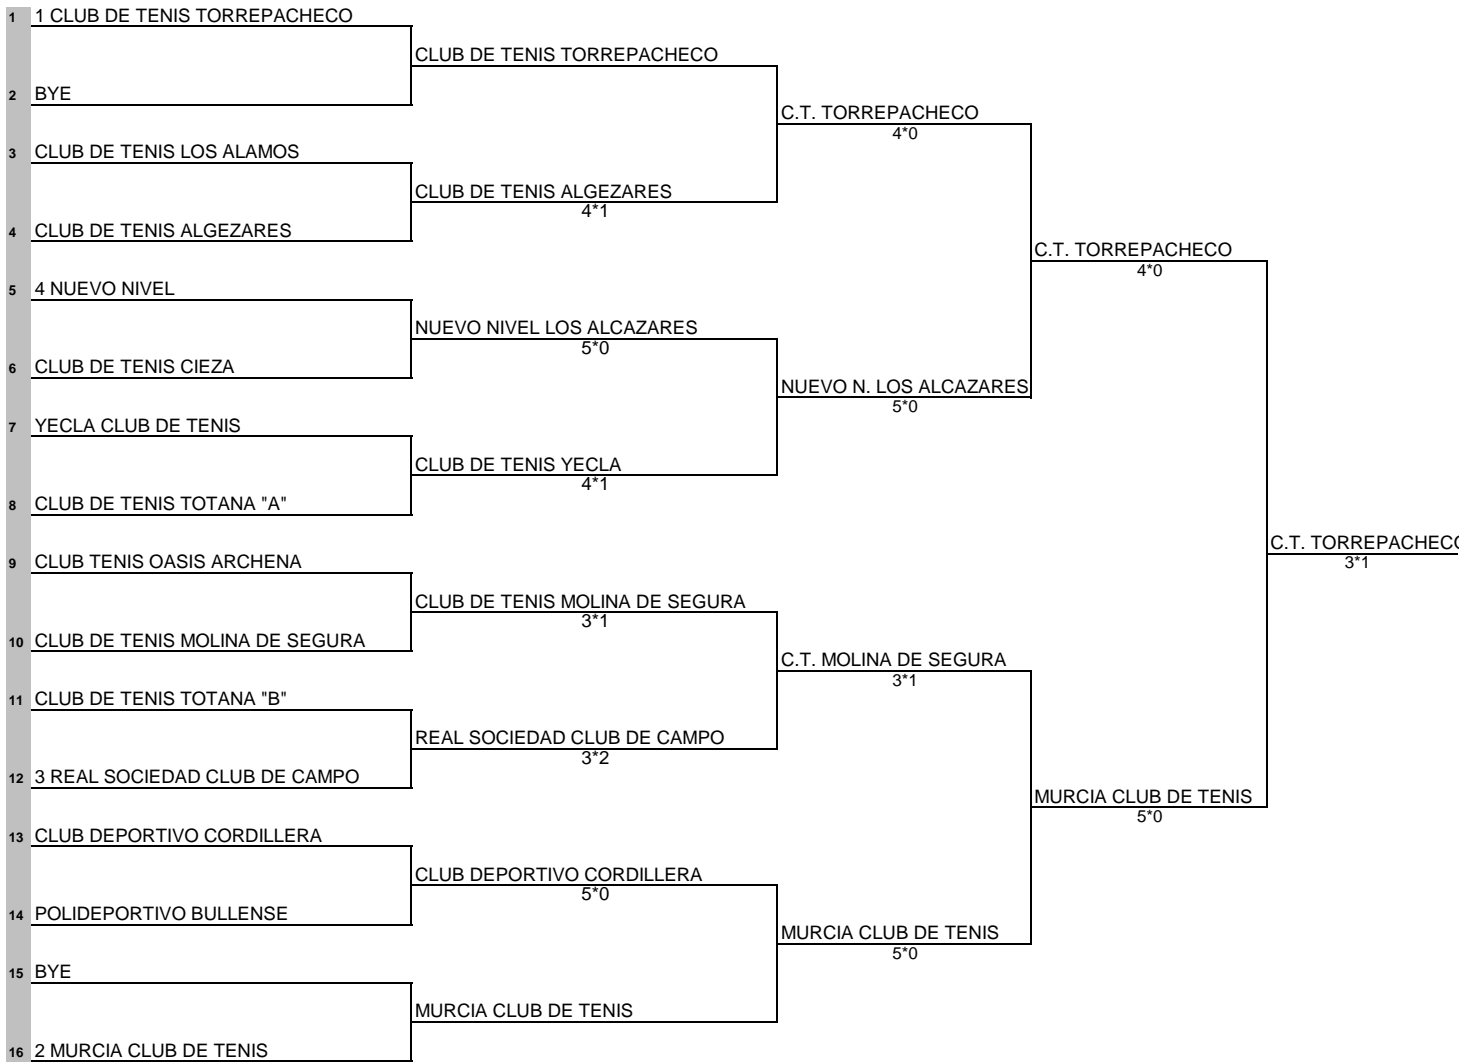 1 1 CLUB DE TENIS TORREPACHECO
CLUB DE TENIS TORREPACHECO
2 BYE
C.T. TORREPACHECO
4*0
3 CLUB DE TENIS LOS ALAMOS
CLUB DE TENIS ALGEZARES
4*1
4 CLUB DE TENIS ALGEZARES
C.T. TORREPACHECO
4*0
5 4 NUEVO NIVEL
NUEVO NIVEL LOS ALCAZARES
5*0
6 CLUB DE TENIS CIEZA
NUEVO N. LOS ALCAZARES
5*0
7 YECLA CLUB DE TENIS
CLUB DE TENIS YECLA
4*1
8 CLUB DE TENIS TOTANA "A"
C.T. TORREPACHECO
3*1
9 CLUB TENIS OASIS ARCHENA
CLUB DE TENIS MOLINA DE SEGURA
3*1
10 CLUB DE TENIS MOLINA DE SEGURA
C.T. MOLINA DE SEGURA
3*1
11 CLUB DE TENIS TOTANA "B"
REAL SOCIEDAD CLUB DE CAMPO
3*2
12 3 REAL SOCIEDAD CLUB DE CAMPO
MURCIA CLUB DE TENIS
5*0
13 CLUB DEPORTIVO CORDILLERA
CLUB DEPORTIVO CORDILLERA
5*0
14 POLIDEPORTIVO BULLENSE
MURCIA CLUB DE TENIS
5*0
15 BYE
MURCIA CLUB DE TENIS
16 2 MURCIA CLUB DE TENIS